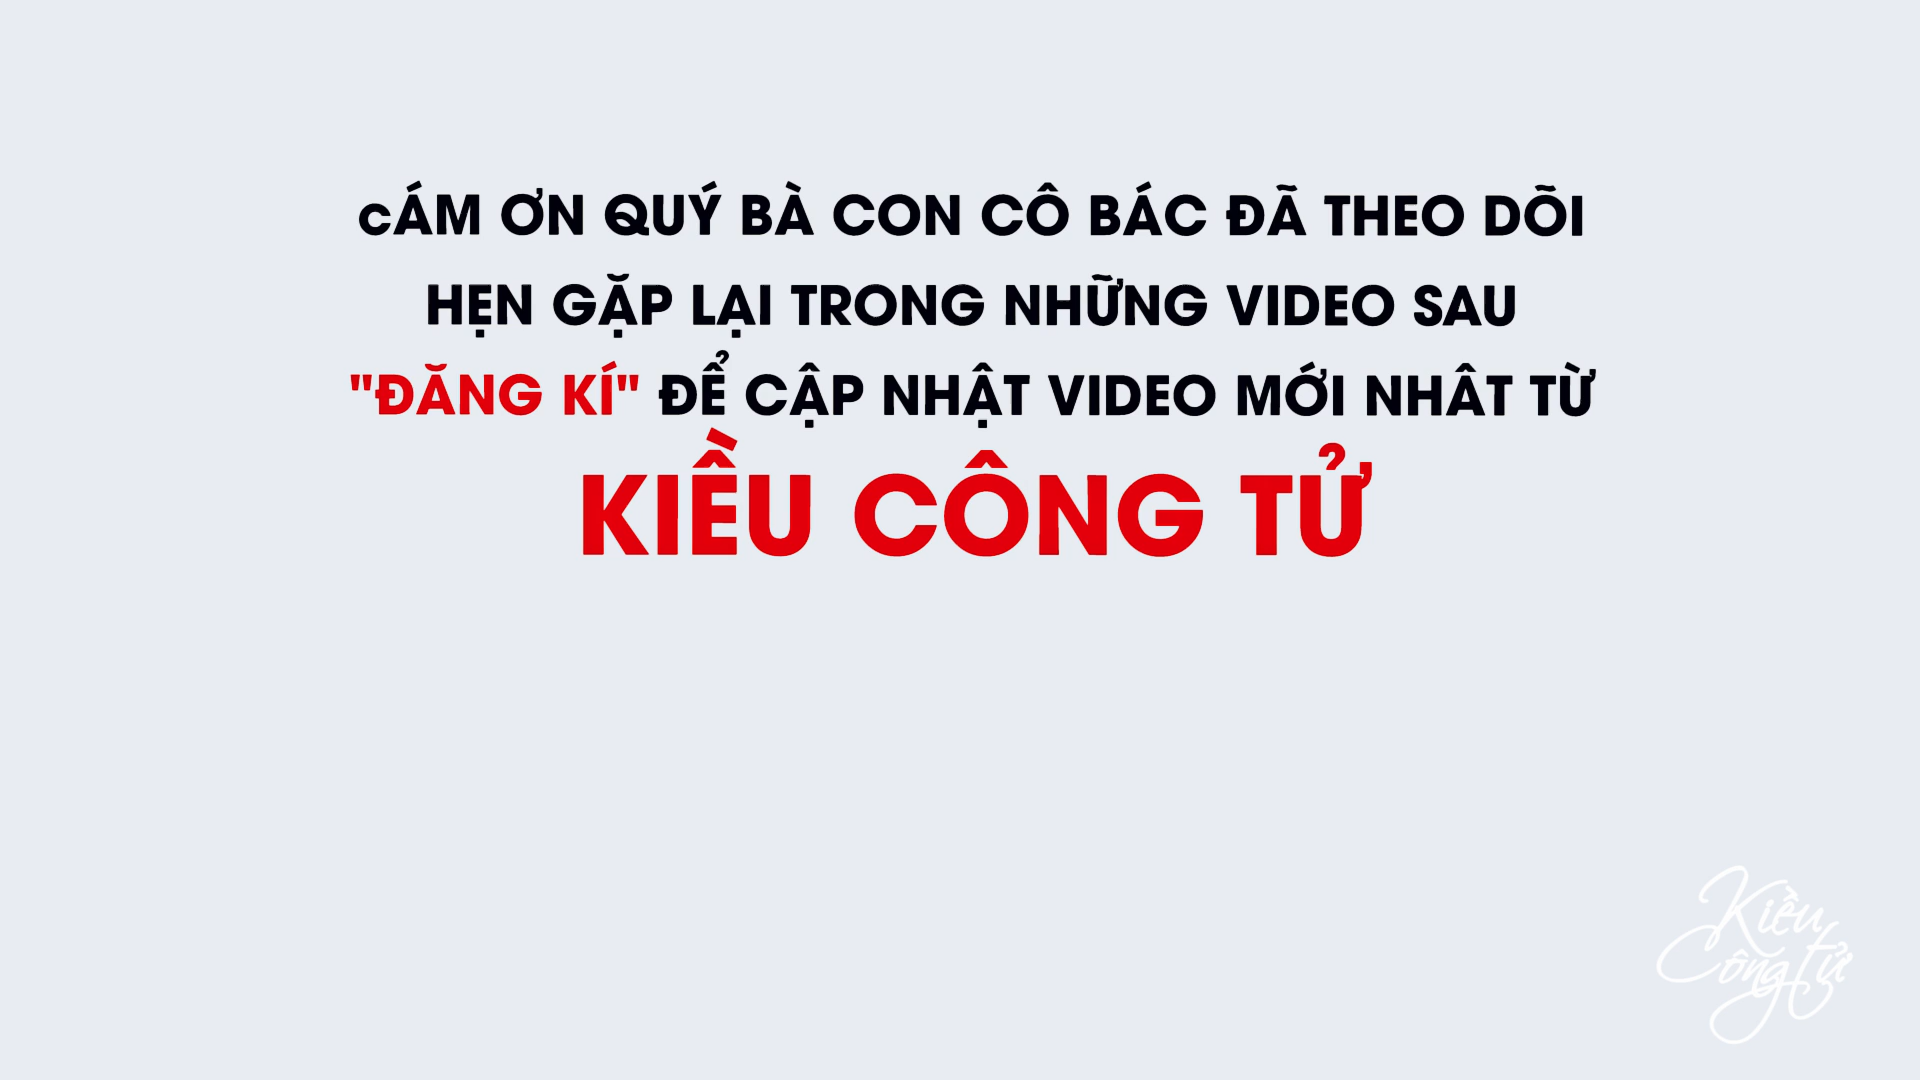 cÁM ƠN QUÝ BÀ CON CÔ BÁC ĐÃ THEO DÕI
HẸN GẶP LẠI TRONG NHỮNG VIDEO SAU
"ĐĂNG KÍ" ĐỂ CẬP NHẬT VIDEO MỚI NHÂT TỪ
KIỀU CÔNG TỬ
Kiều
Công Tử